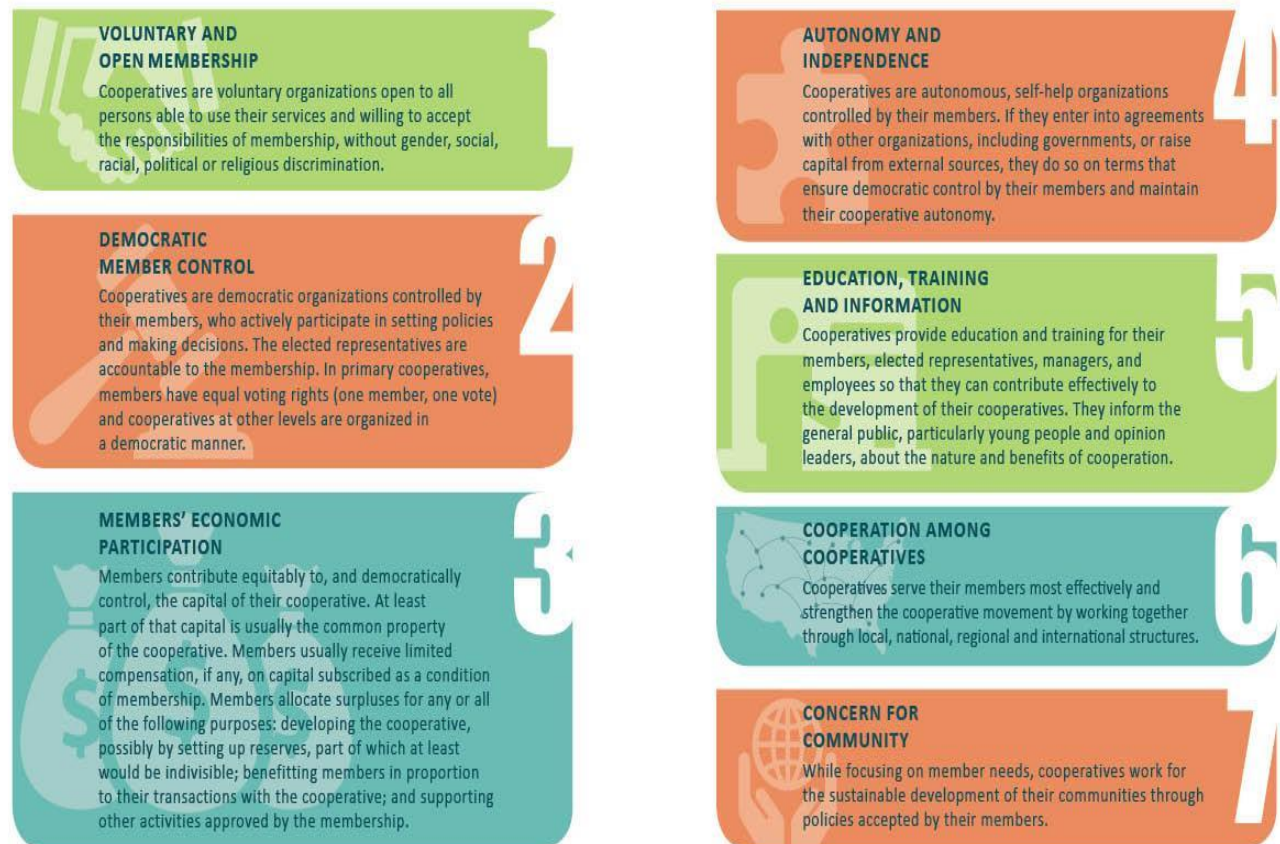 VOLUNTARY AND
OPEN MEMBERSHIP
Cooperatives are voluntary organizations open to all
persons able to use their services and willing to accept
the responsibilities of membership, without gender, social,
racial, political or religious discrimination.
1
DEMOCRATIC
MEMBER CONTROL
Cooperatives are democratic organizations controlled by
their members, who actively participate in setting policies
and making decisions. The elected representatives are
accountable to the membership. In primary cooperatives,
members have equal voting rights (one member, one vote)
and cooperatives at other levels are organized in
a democratic manner.
2
MEMBERS’ ECONOMIC
PARTICIPATION
Members contribute equitably to, and democratically
control, the capital of their cooperative. At least
part of that capital is usually the common property
of the cooperative. Members usually receive limited
compensation, if any, on capital subscribed as a condition
of membership. Members allocate surpluses for any or all
of the following purposes: developing the cooperative,
possibly by setting up reserves, part of which at least
would be indivisible; benefitting members in proportion
to their transactions with the cooperative; and supporting
other activities approved by the membership.
3
$ $ $
AUTONOMY AND
INDEPENDENCE
Cooperatives are autonomous, self-help organizations
controlled by their members. If they enter into agreements
with other organizations, including governments, or raise
capital from external sources, they do so on terms that
ensure democratic control by their members and maintain
their cooperative autonomy.
4
EDUCATION, TRAINING
AND INFORMATION
Cooperatives provide education and training for their
members, elected representatives, managers, and
employees so that they can contribute effectively to
the development of their cooperatives. They inform the
general public, particularly young people and opinion
leaders, about the nature and benefits of cooperation.
5
COOPERATION AMONG
COOPERATIVES
Cooperatives serve their members most effectively and
strengthen the cooperative movement by working together
through local, national, regional and international structures.
6
CONCERN FOR
COMMUNITY
While focusing on member needs, cooperatives work for
the sustainable development of their communities through
policies accepted by their members.
7